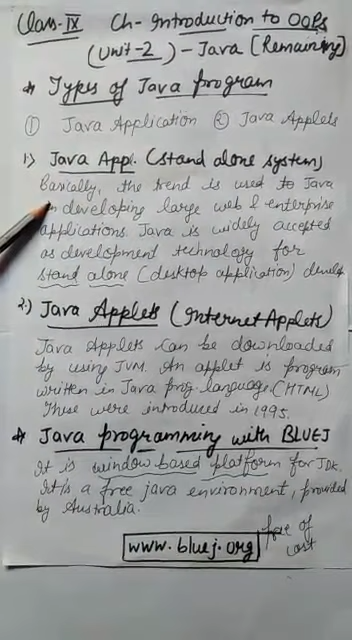 Class-IX Ch- Introduction to OOPs
(Unit-2) - Java (Remaining)
* Types of Java program
① Java Application ② Java Applets
1) Java App. (Stand alone system)
Basically, the trend is used to Java
in developing large web & enterprise
applications. Java is widely accepted
as development technology for
stand alone (desktop application) develop
2.) Java Applets (Internet Applets)
Java Applets can be downloaded
by using JVM. An applet is program
written in Java prog. language. (HTML)
These were introduced in 1995.
* Java programming with BLUEJ
It is window based platform for JDK.
It is a free java environment, provided
by Australia.
free of
www.bluej.org cost